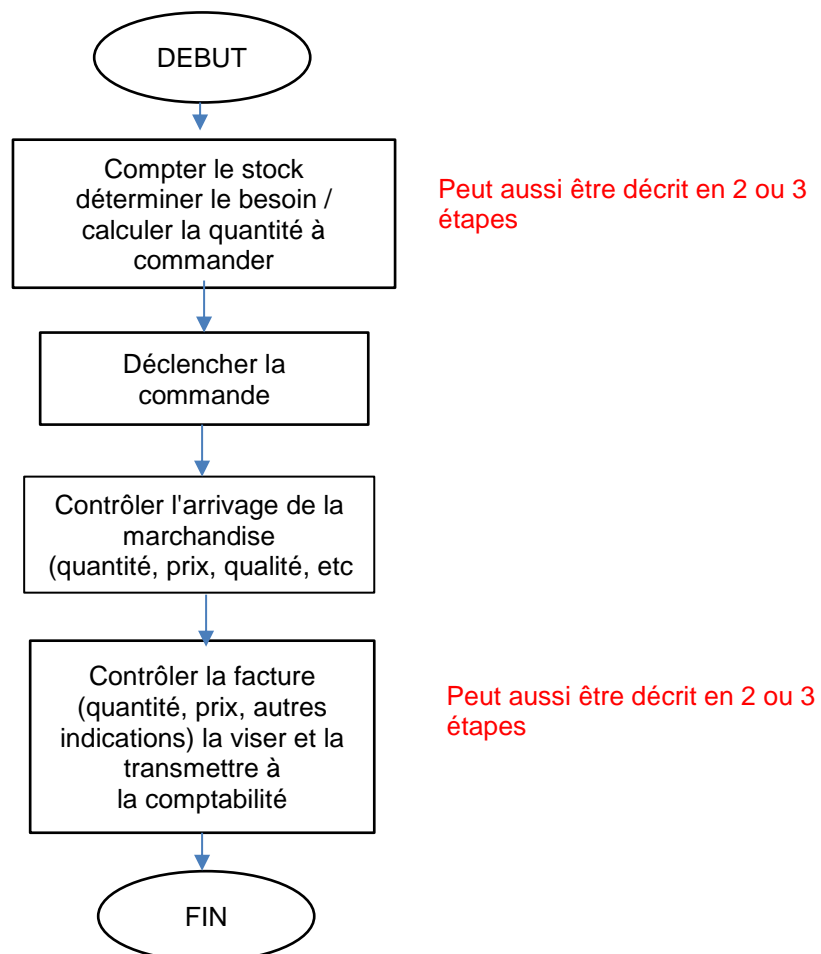 DEBUT
Compter le stock
déterminer le besoin /
calculer la quantité à
commander
Peut aussi être décrit en 2 ou 3
étapes
Déclencher la
commande
Contrôler l'arrivage de la
marchandise
(quantité, prix, qualité, etc
Contrôler la facture
(quantité, prix, autres
indications) la viser et la
transmettre à
la comptabilité
Peut aussi être décrit en 2 ou 3
étapes
FIN